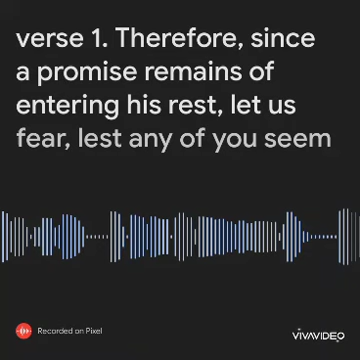 verse 1. Therefore, since
a promise remains of
entering his rest, let us
fear, lest any of you seem
Recorded on Pixel
VIVAVIDEO